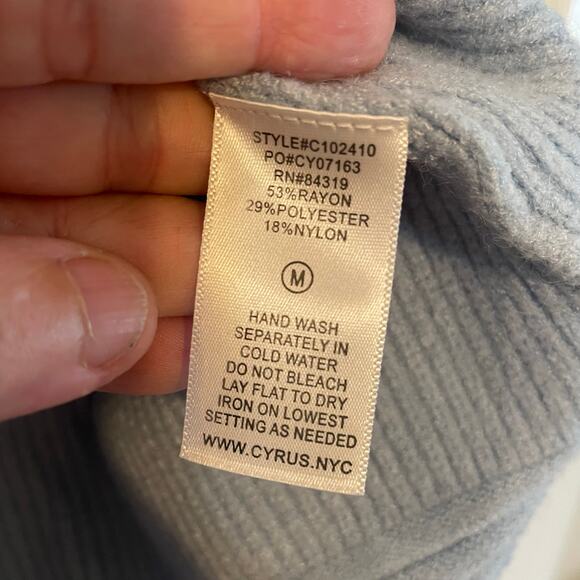 STYLE#C102410
PO#CY07163
RN#84319
53%RAYON
29%POLYESTER
18%NYLON
M
HAND WASH
SEPARATELY IN
COLD WATER
DO NOT BLEACH
LAY FLAT TO DRY
IRON ON LOWEST
SETTING AS NEEDED
WWW.CYRUS.NYC